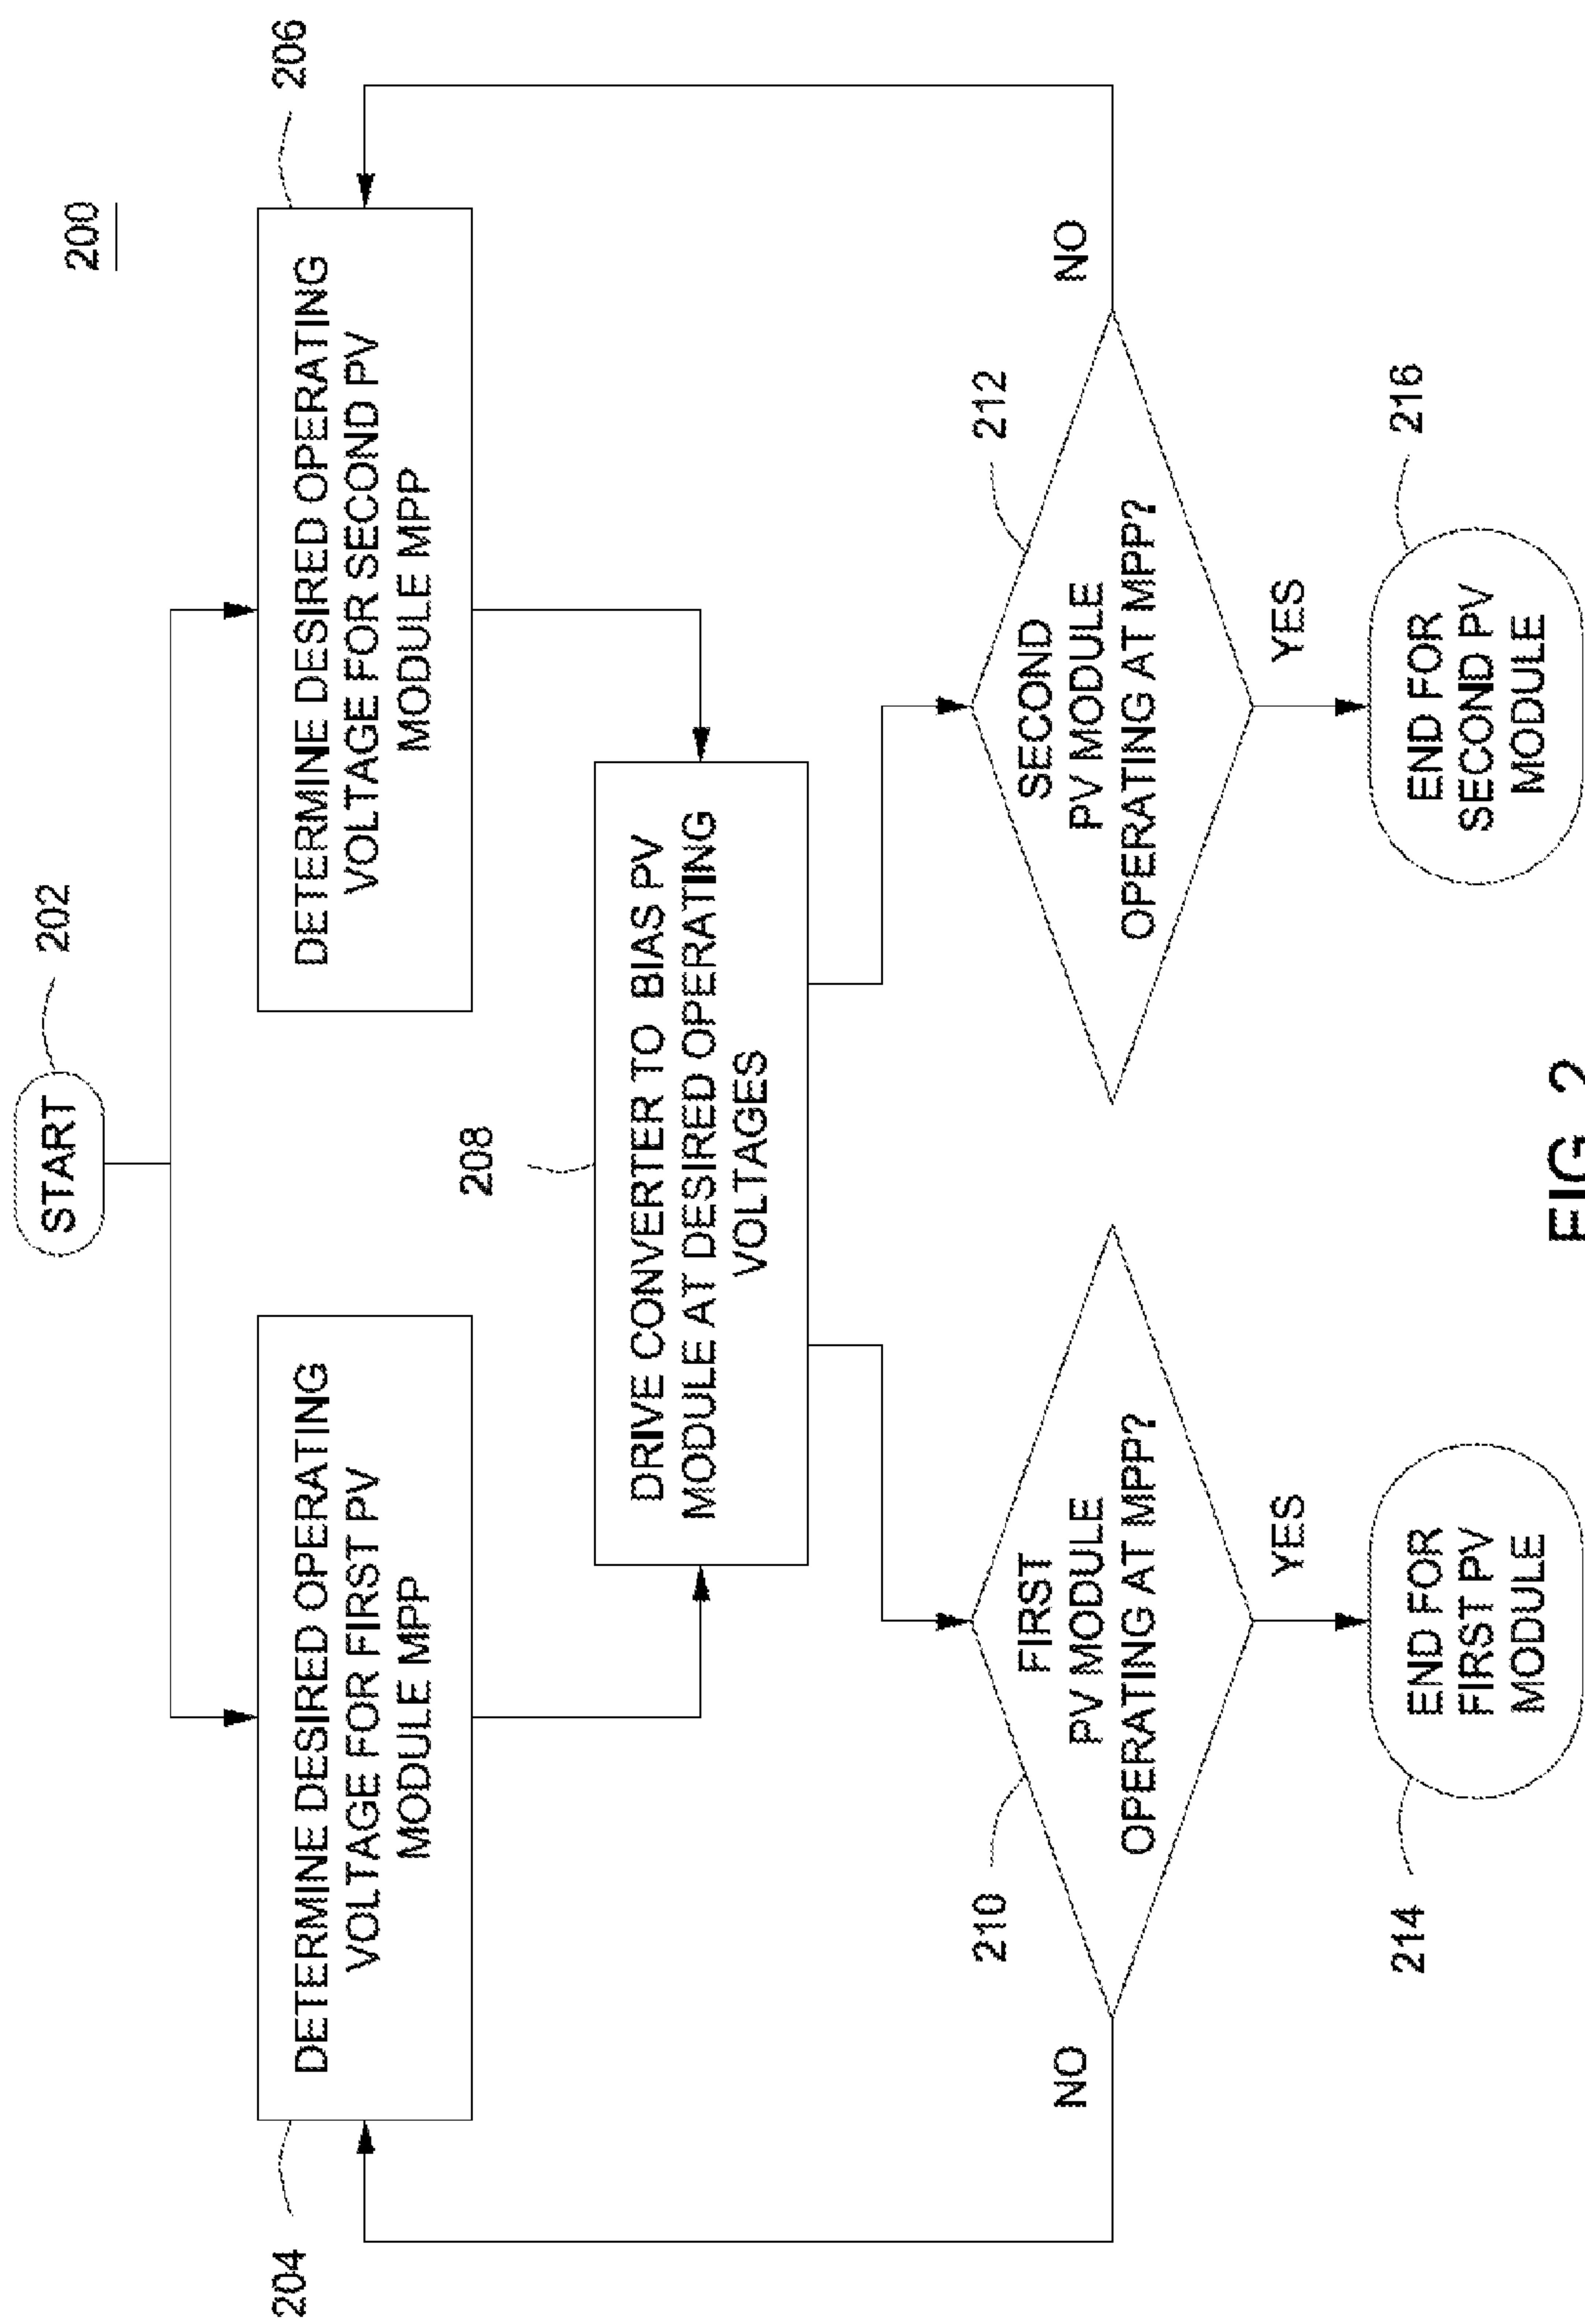 200
START
202
DETERMINE DESIRED OPERATING
VOLTAGE FOR FIRST PV
MODULE MPP
204
DETERMINE DESIRED OPERATING
VOLTAGE FOR SECOND PV
MODULE MPP
206
208
DRIVE CONVERTER TO BIAS PV
MODULE AT DESIRED OPERATING
VOLTAGES
210
FIRST
PV MODULE
OPERATING AT MPP?
NO
YES
212
SECOND
PV MODULE
OPERATING AT MPP?
NO
YES
214
END FOR
FIRST PV
MODULE
216
END FOR
SECOND PV
MODULE
FIG. 2